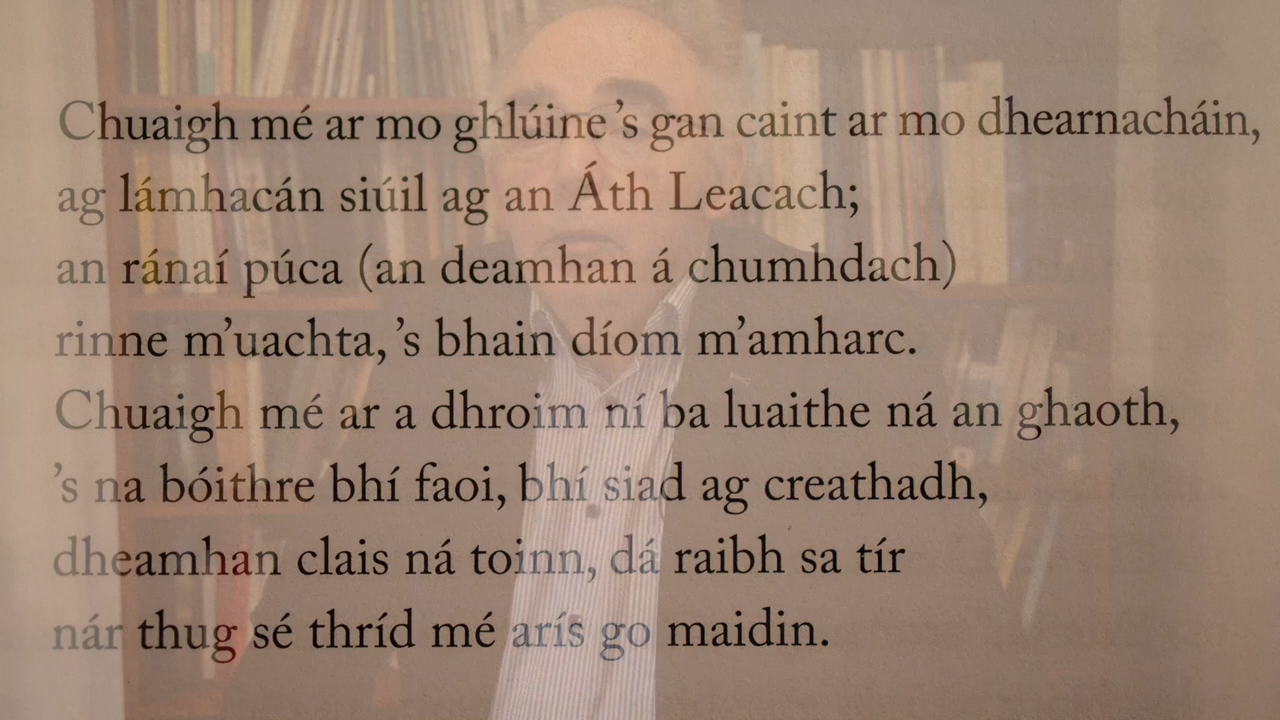 Chuaigh mé ar mo ghlúine ’s gan caint ar mo dhearnacháin,
ag lámhacán siúil ag an Áth Leacach;
an ránaí púca (an deamhan á chumhdach)
rinne m’uachta, ’s bhain díom m’amharc.
Chuaigh mé ar a dhroim ní ba luaithe ná an ghaoth,
’s na bóithre bhí faoi, bhí siad ag creathadh,
dheamhan clais ná toinn, dá raibh sa tír
nár thug sé thríd mé arís go maidin.